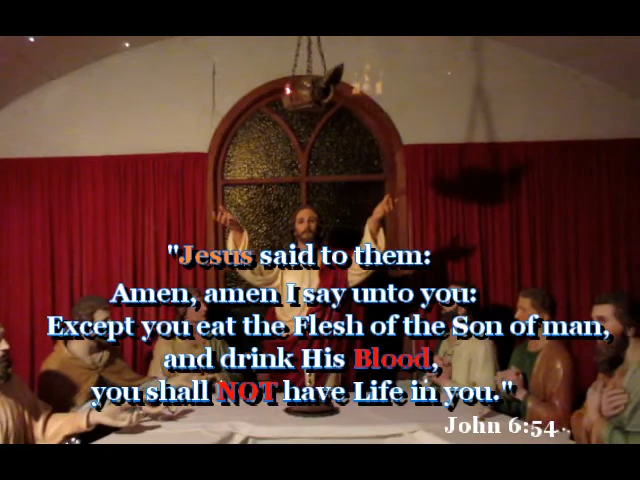 "Jesus said to them:
Amen, amen I say unto you:
Except you eat the Flesh of the Son of man,
and drink His Blood,
you shall NOT have Life in you."
John 6:54